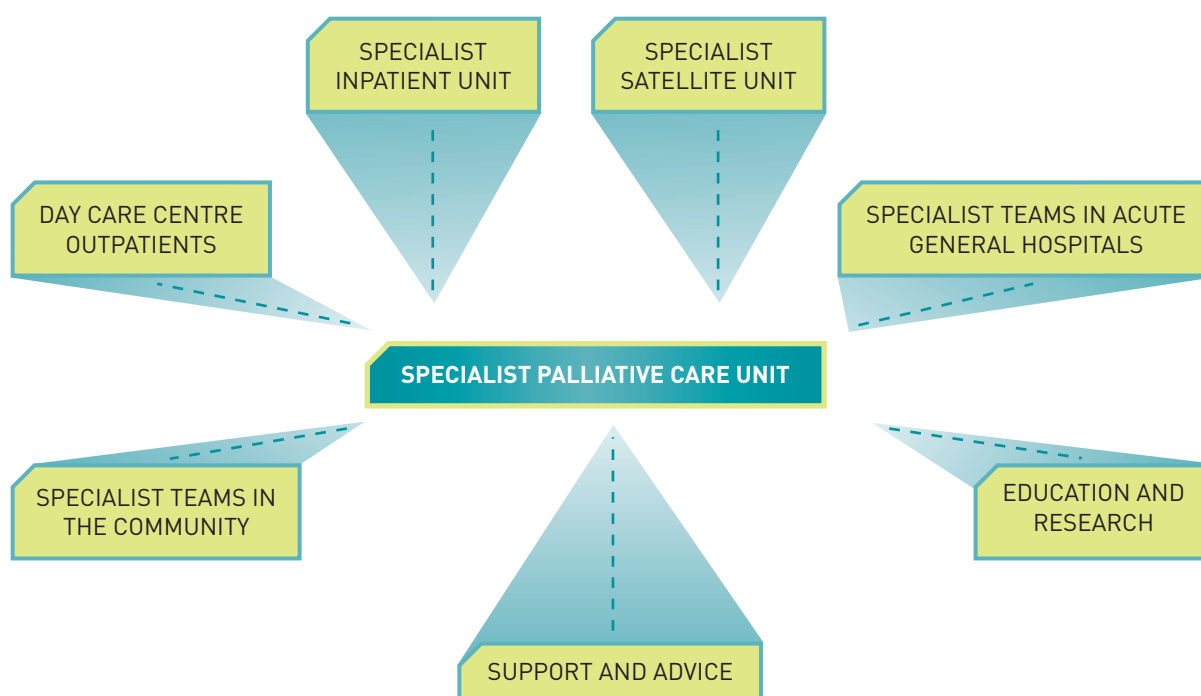 SPECIALIST
INPATIENT UNIT
SPECIALIST
SATELLITE UNIT
DAY CARE CENTRE
OUTPATIENTS
SPECIALIST TEAMS IN ACUTE
GENERAL HOSPITALS
SPECIALIST PALLIATIVE CARE UNIT
SPECIALIST TEAMS IN
THE COMMUNITY
EDUCATION AND
RESEARCH
SUPPORT AND ADVICE